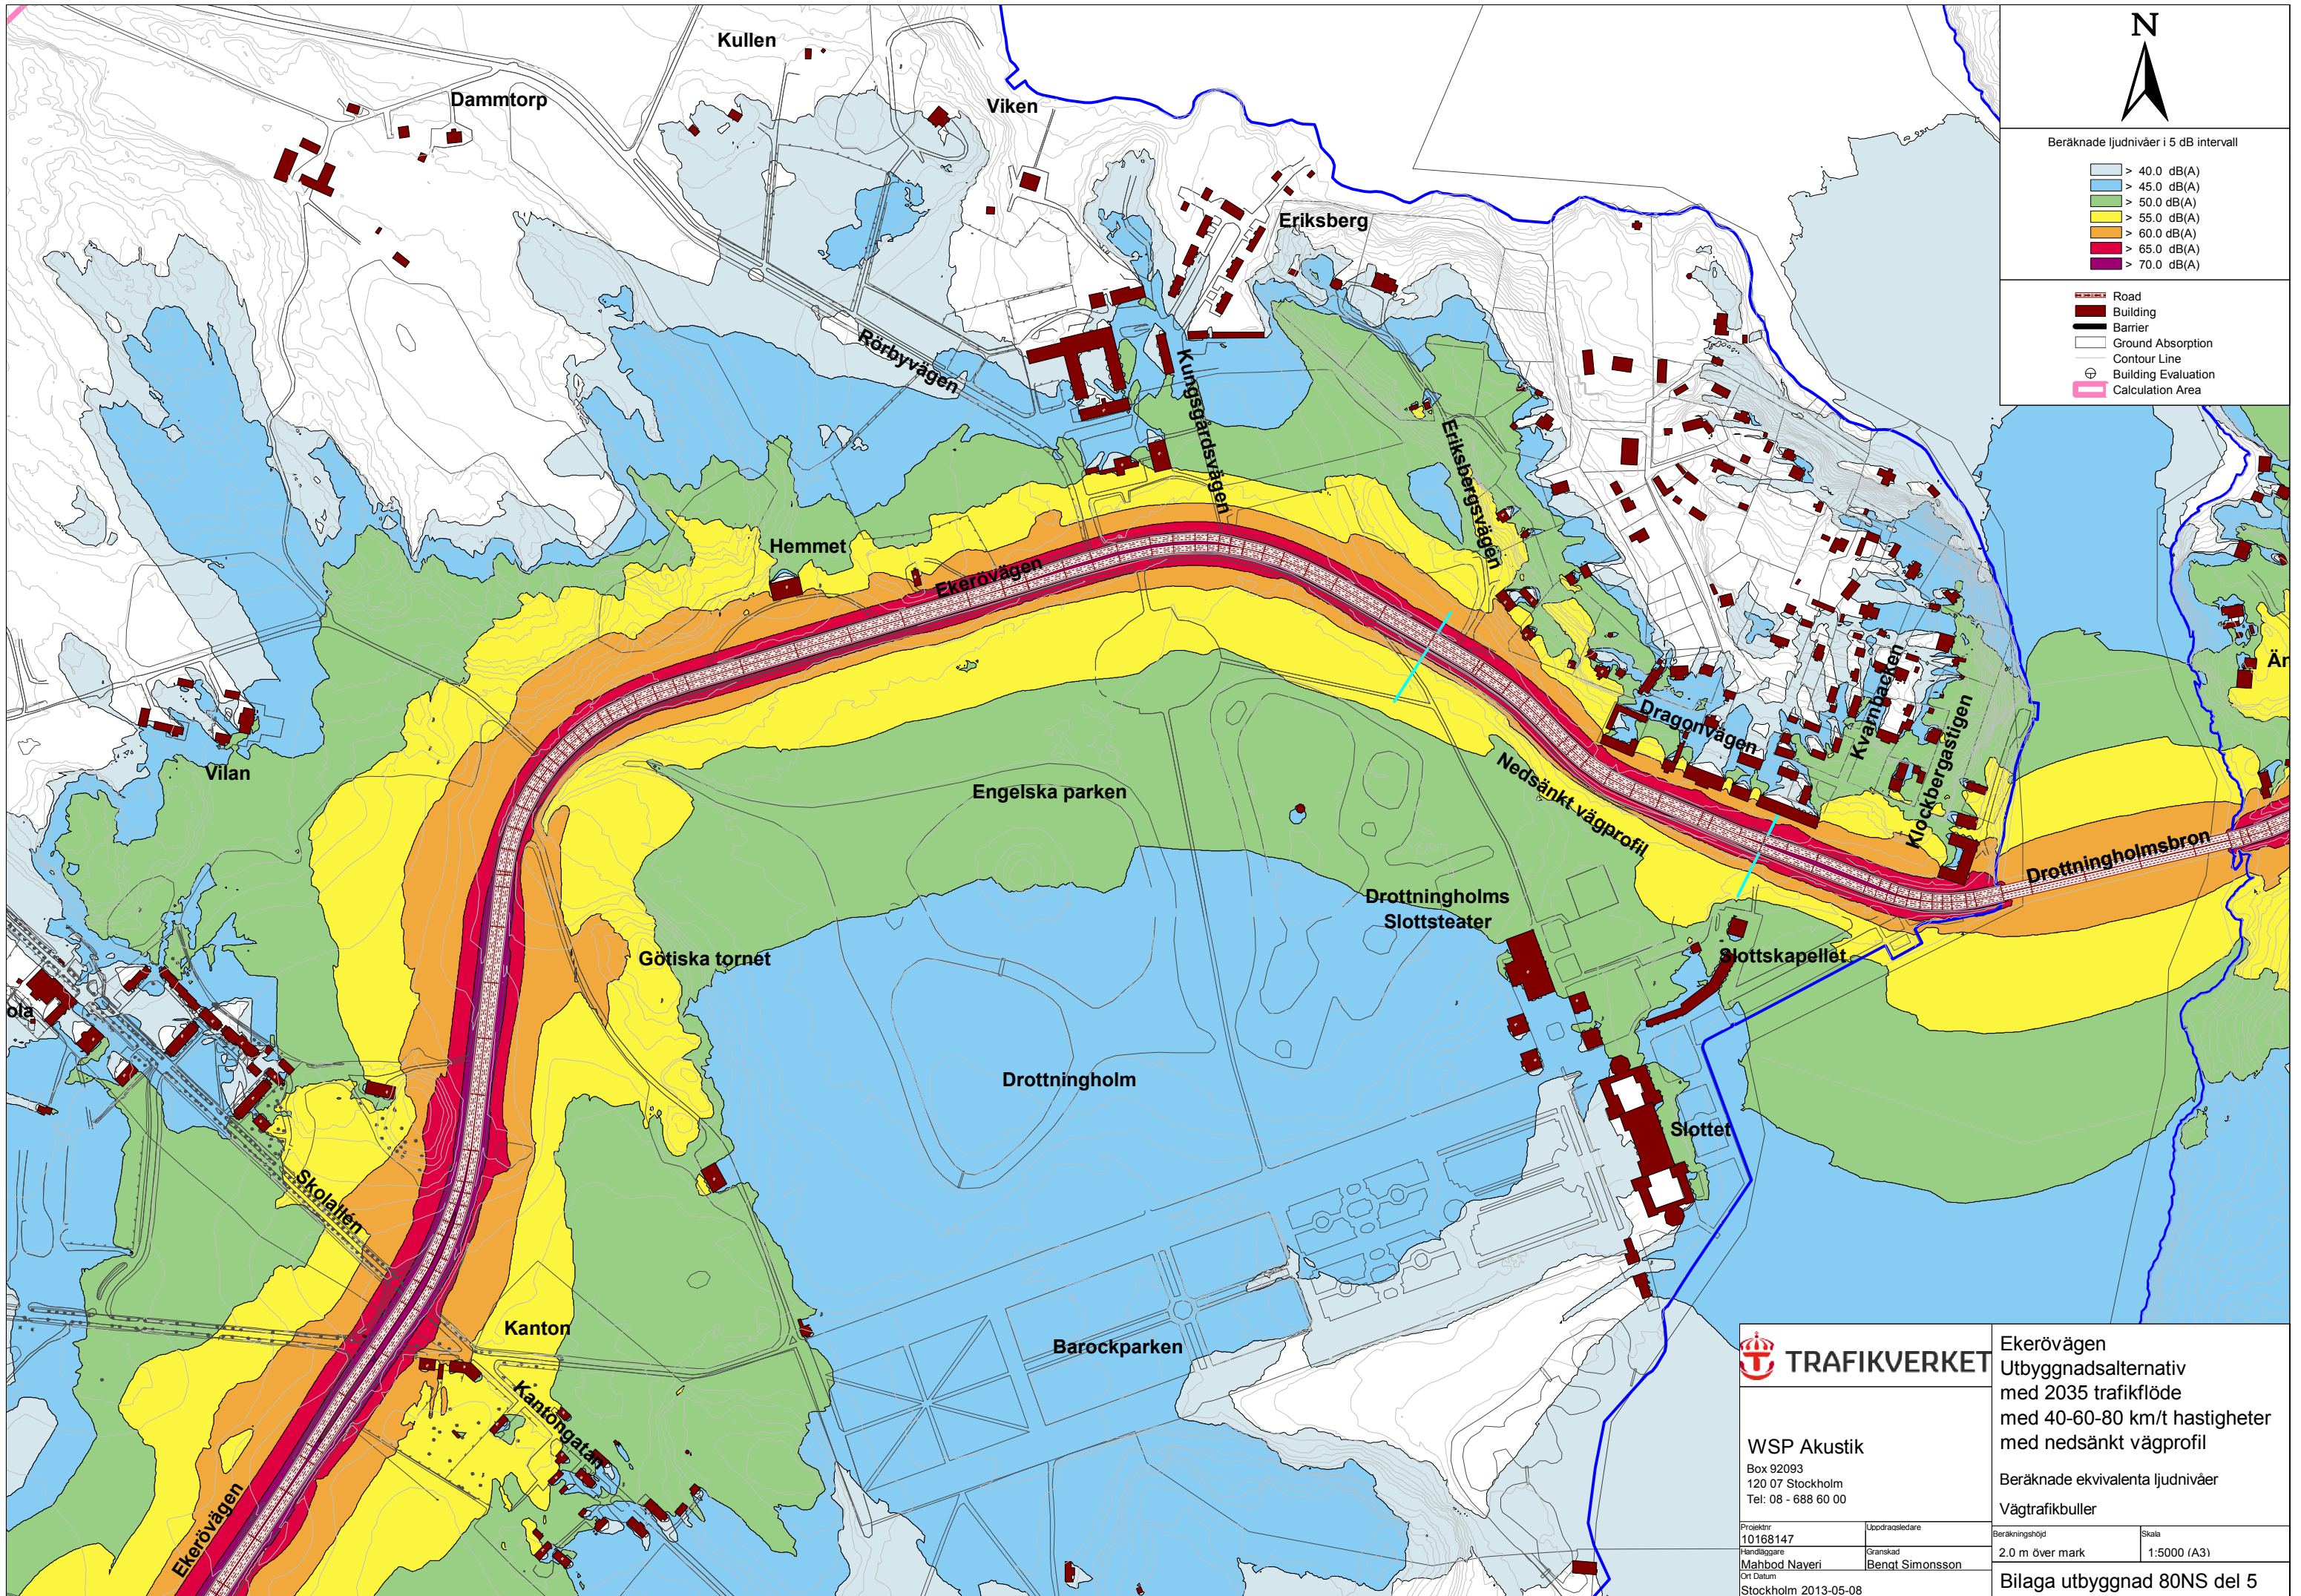 Kullen
Dammtorp
Viken
Eriksberg
Rörbyvägen
Kungsgårdsvägen
Eriksbergsvägen
Hemmet
Ekerövägen
Vilan
Engelska parken
Nedsänkt vägprofil
Dragonvägen
Kvarnbacken
Klockbergastigen
Drottningholmsbron
Än
Drottningholms
Slottsteater
Slottskapellet
Götiska tornet
ola
Drottningholm
Slottet
Skolallén
Kanton
Barockparken
Kantongatan
Ekerövägen
N
Beräknade ljudnivåer i 5 dB intervall
> 40.0 dB(A)
> 45.0 dB(A)
> 50.0 dB(A)
> 55.0 dB(A)
> 60.0 dB(A)
> 65.0 dB(A)
> 70.0 dB(A)
Road
Building
Barrier
Ground Absorption
Contour Line
Building Evaluation
Calculation Area
TRAFIKVERKET
WSP Akustik
Box 92093
120 07 Stockholm
Tel: 08 - 688 60 00
Projektnr
10168147
Uppdragsledare
Handläggare
Mahbod Nayeri
Granskad
Bengt Simonsson
Ort Datum
Stockholm 2013-05-08
Ekerövägen
Utbyggnadsalternativ
med 2035 trafikflöde
med 40-60-80 km/t hastigheter
med nedsänkt vägprofil
Beräknade ekvivalenta ljudnivåer
Vägtrafikbuller
Beräkningshöjd
2.0 m över mark
Skala
1:5000 (A3)
Bilaga utbyggnad 80NS del 5